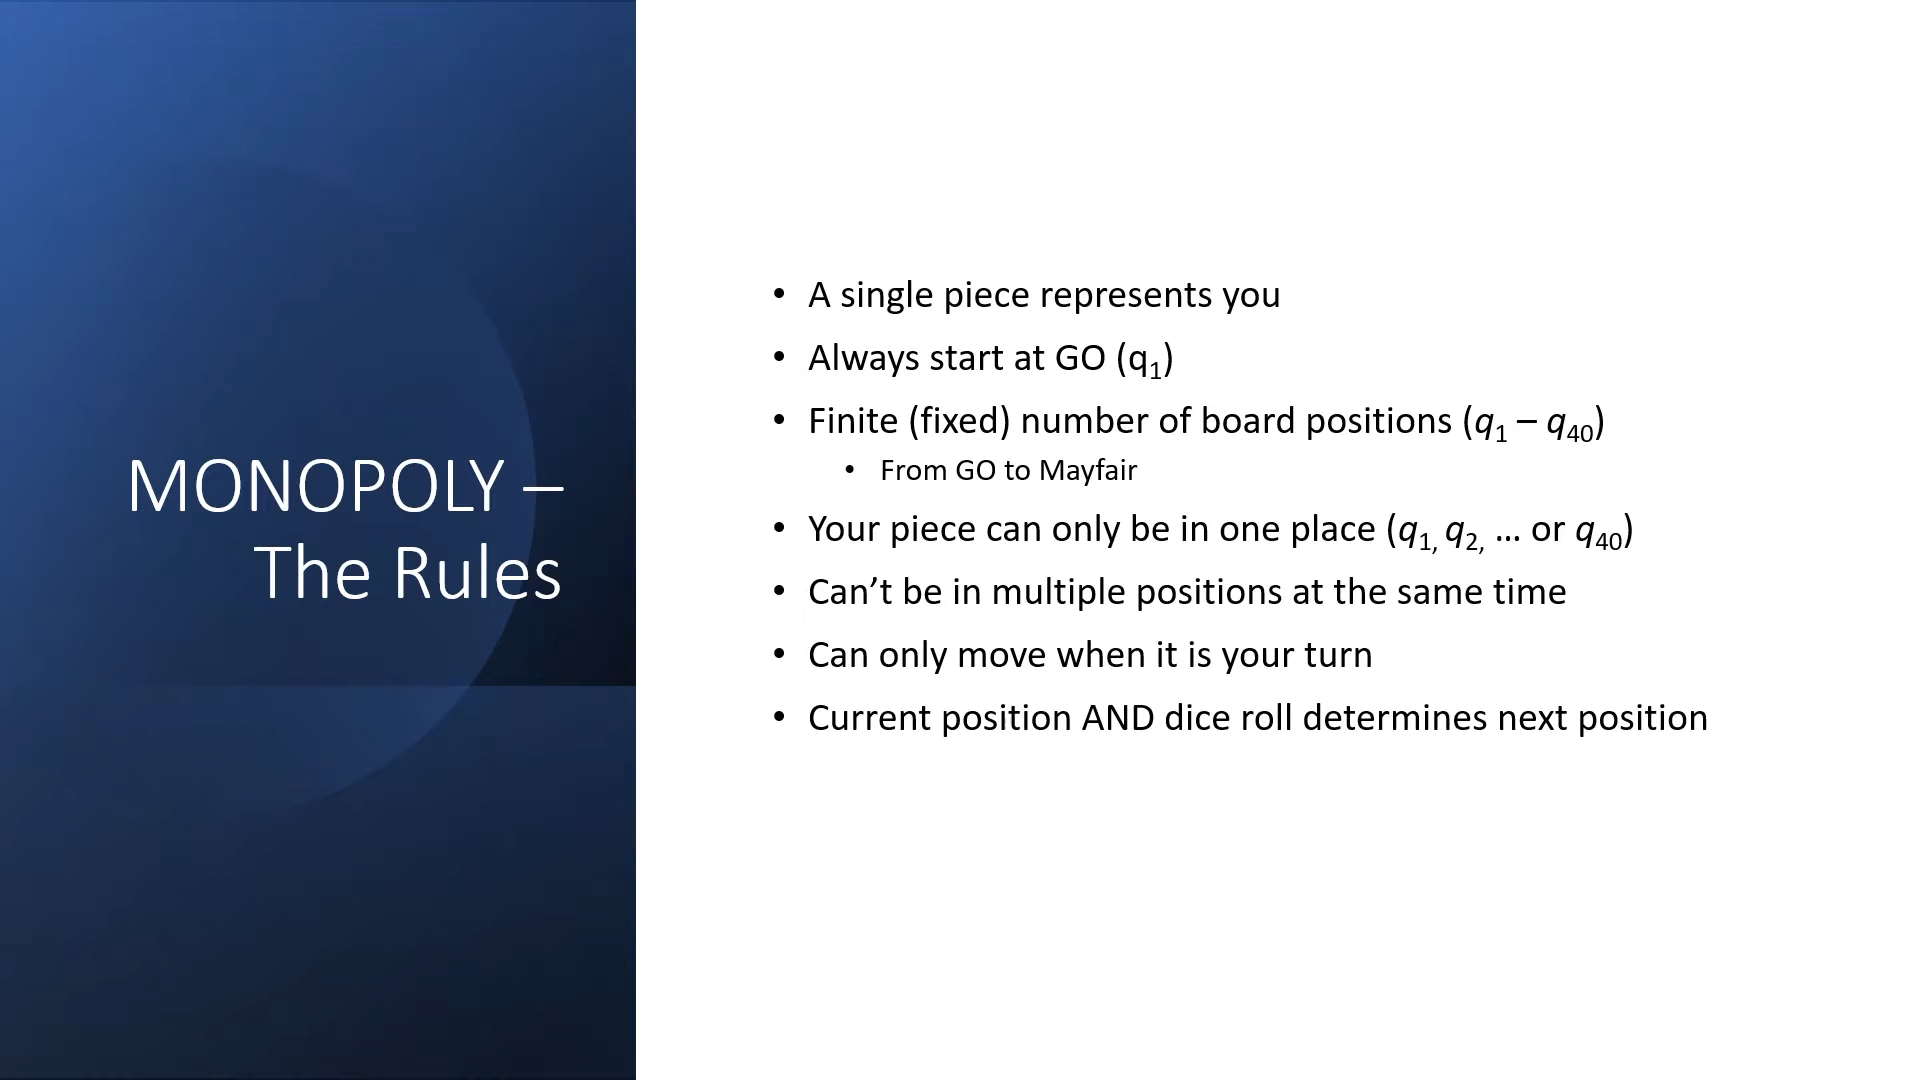 MONOPOLY –
The Rules
• A single piece represents you
• Always start at GO (q1)
• Finite (fixed) number of board positions (q1 – q40)
• From GO to Mayfair
• Your piece can only be in one place (q1, q2, … or q40)
• Can’t be in multiple positions at the same time
• Can only move when it is your turn
• Current position AND dice roll determines next position